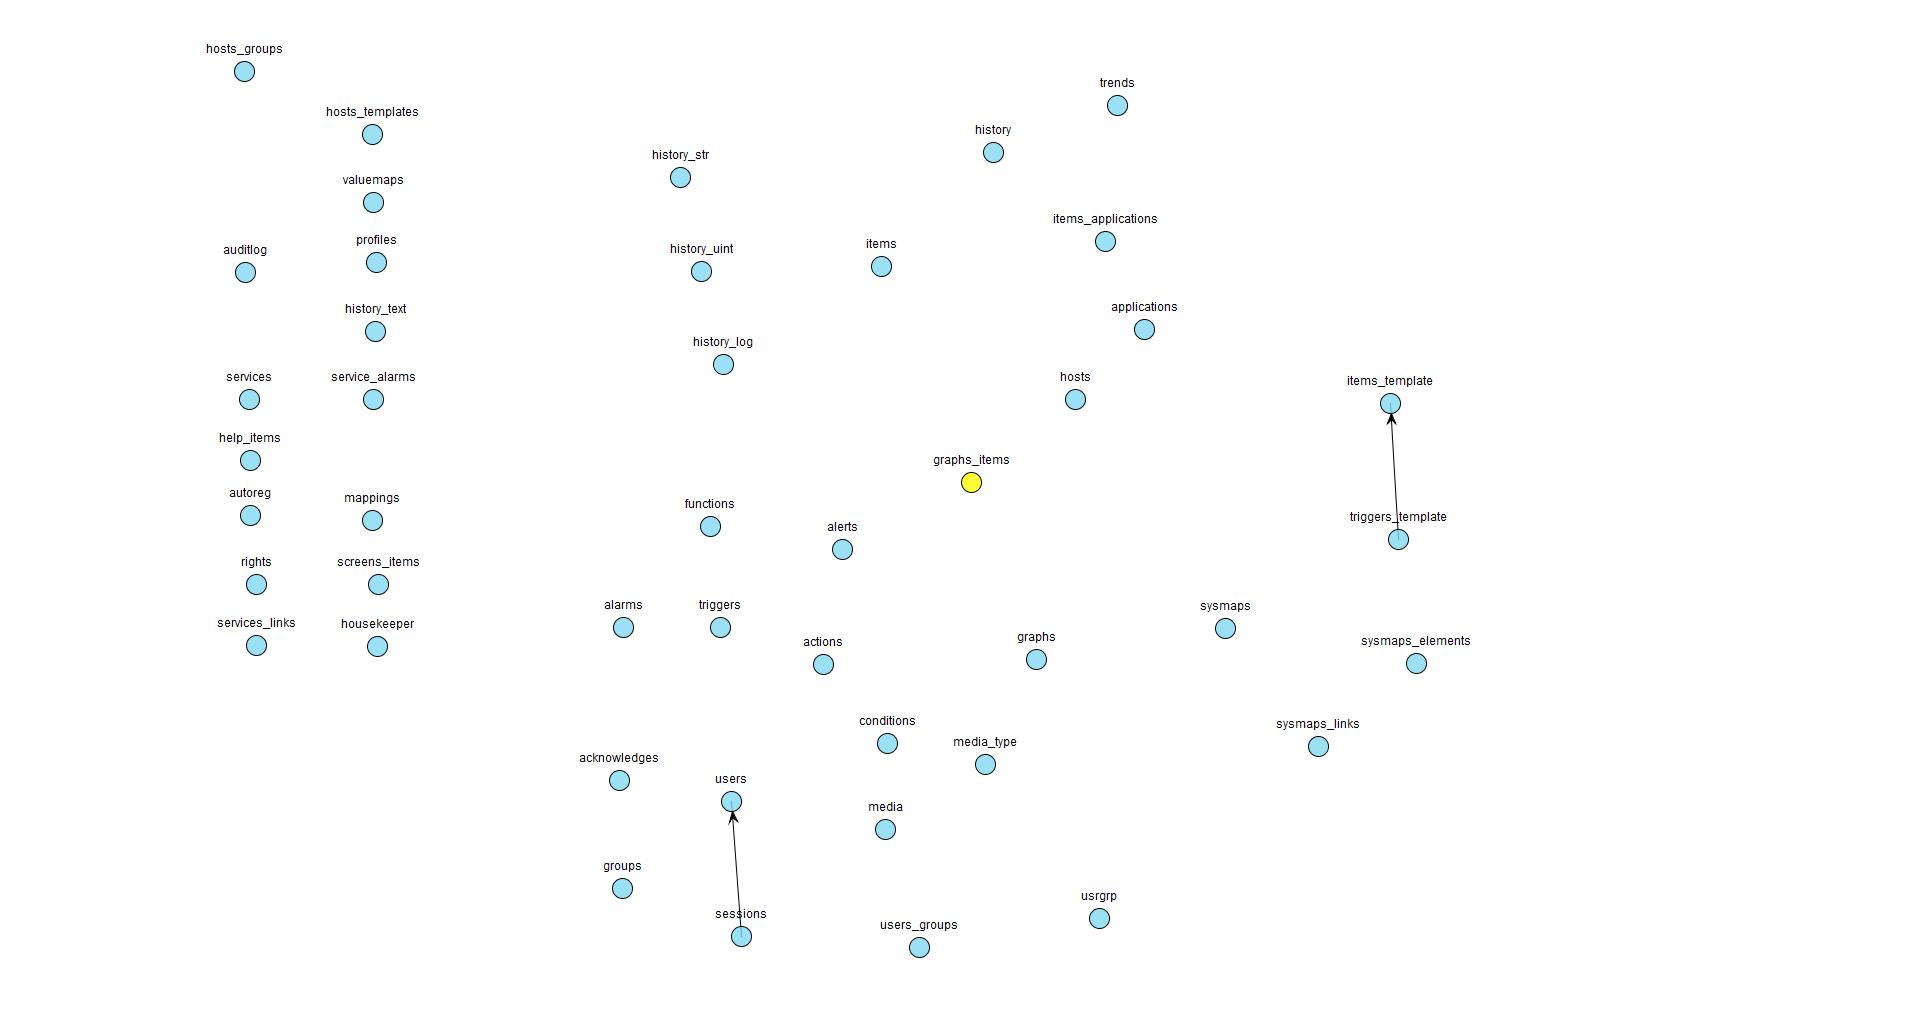 hosts_groups
trends
hosts_templates
history
history_str
valuemaps
items_applications
profiles
items
history_uint
auditlog
applications
history_text
history_log
services
service_alarms
hosts
items_template
help_items
graphs_items
autoreg
mappings
functions
triggers_template
alerts
rights
screens_items
alarms
triggers
sysmaps
services_links
housekeeper
graphs
actions
sysmaps_elements
conditions
sysmaps_links
media_type
acknowledges
users
media
groups
usrgrp
sessions
users_groups